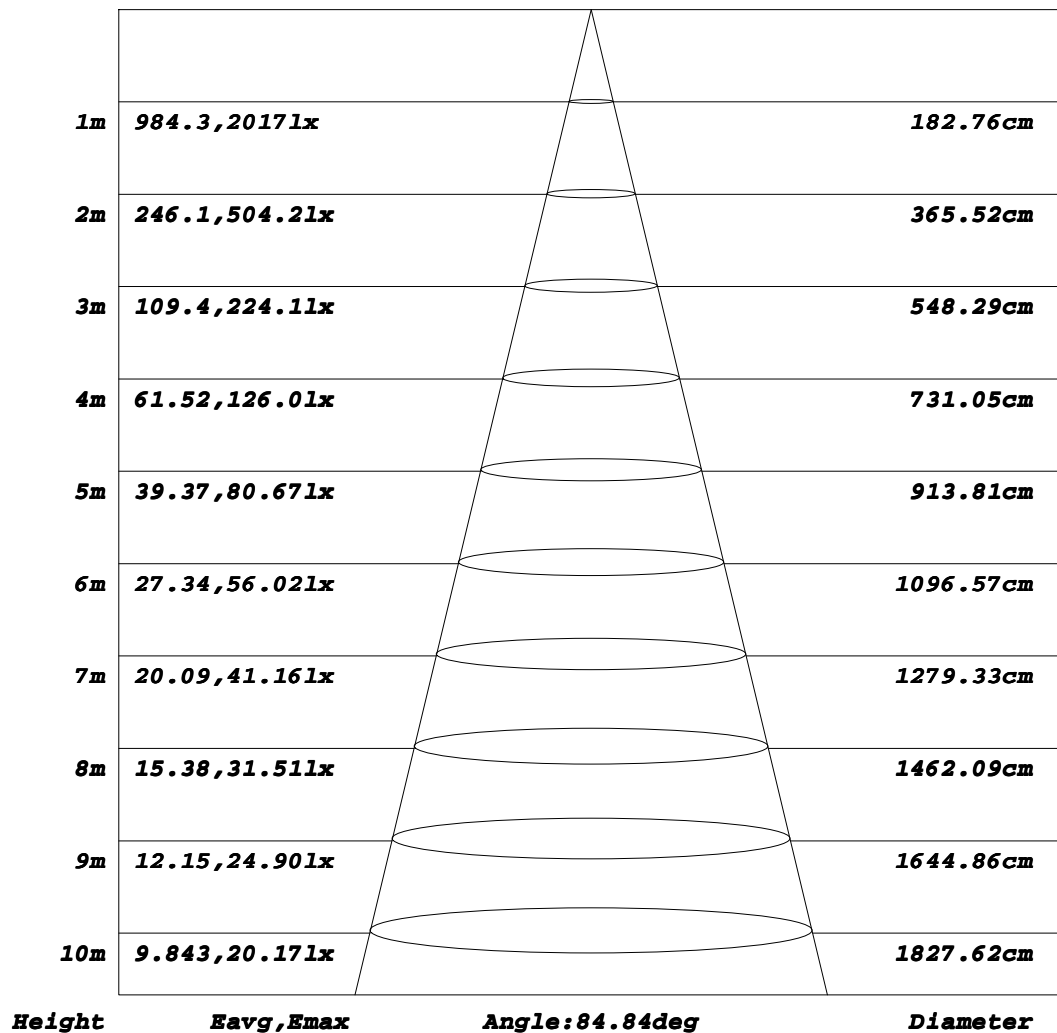 1m 984.3,2017lx 182.76cm
2m 246.1,504.2lx 365.52cm
3m 109.4,224.1lx 548.29cm
4m 61.52,126.0lx 731.05cm
5m 39.37,80.67lx 913.81cm
6m 27.34,56.02lx 1096.57cm
7m 20.09,41.16lx 1279.33cm
8m 15.38,31.51lx 1462.09cm
9m 12.15,24.90lx 1644.86cm
10m 9.843,20.17lx 1827.62cm
Height Eavg,Emax Angle:84.84deg Diameter